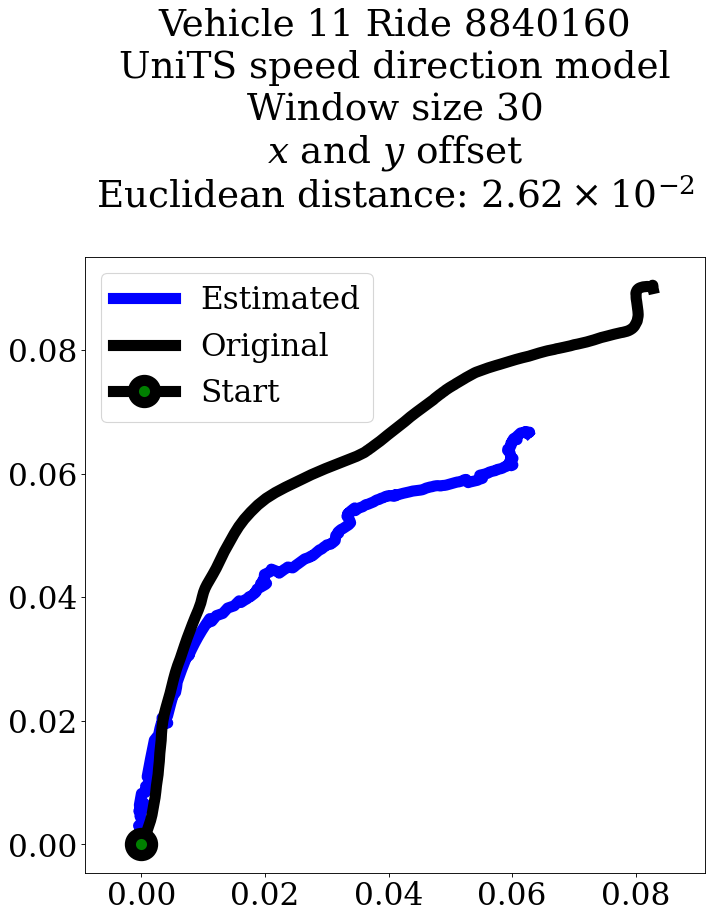 Vehicle 11 Ride 8840160
UniTS speed direction model
Window size 30
x and y offset
Euclidean distance: 2.62 × 10⁻²
Estimated
Original
Start
0.08
0.06
0.04
0.02
0.00
0.00 0.02 0.04 0.06 0.08